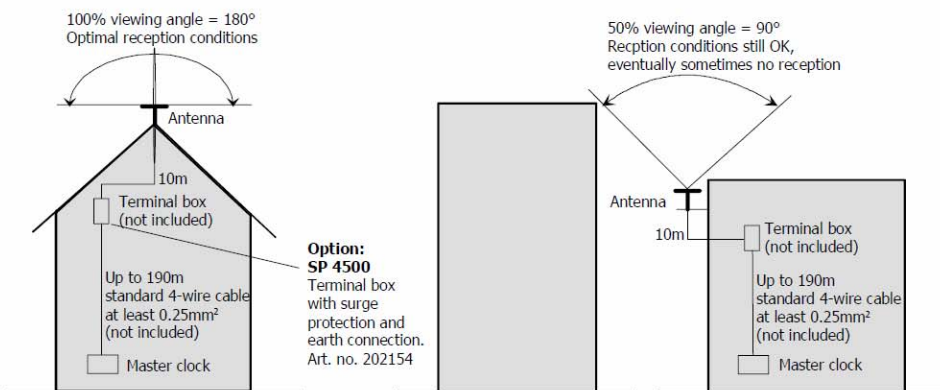 100% viewing angle = 180°
Optimal reception conditions
Antenna
10m
Terminal box
(not included)
Up to 190m
standard 4-wire cable
at least 0.25mm²
(not included)
Master clock
Option:
SP 4500
Terminal box
with surge
protection and
earth connection.
Art. no. 202154
50% viewing angle = 90°
Recption conditions still OK,
eventually sometimes no reception
Antenna
10m
Terminal box
(not included)
Up to 190m
standard 4-wire cable
at least 0.25mm²
(not included)
Master clock